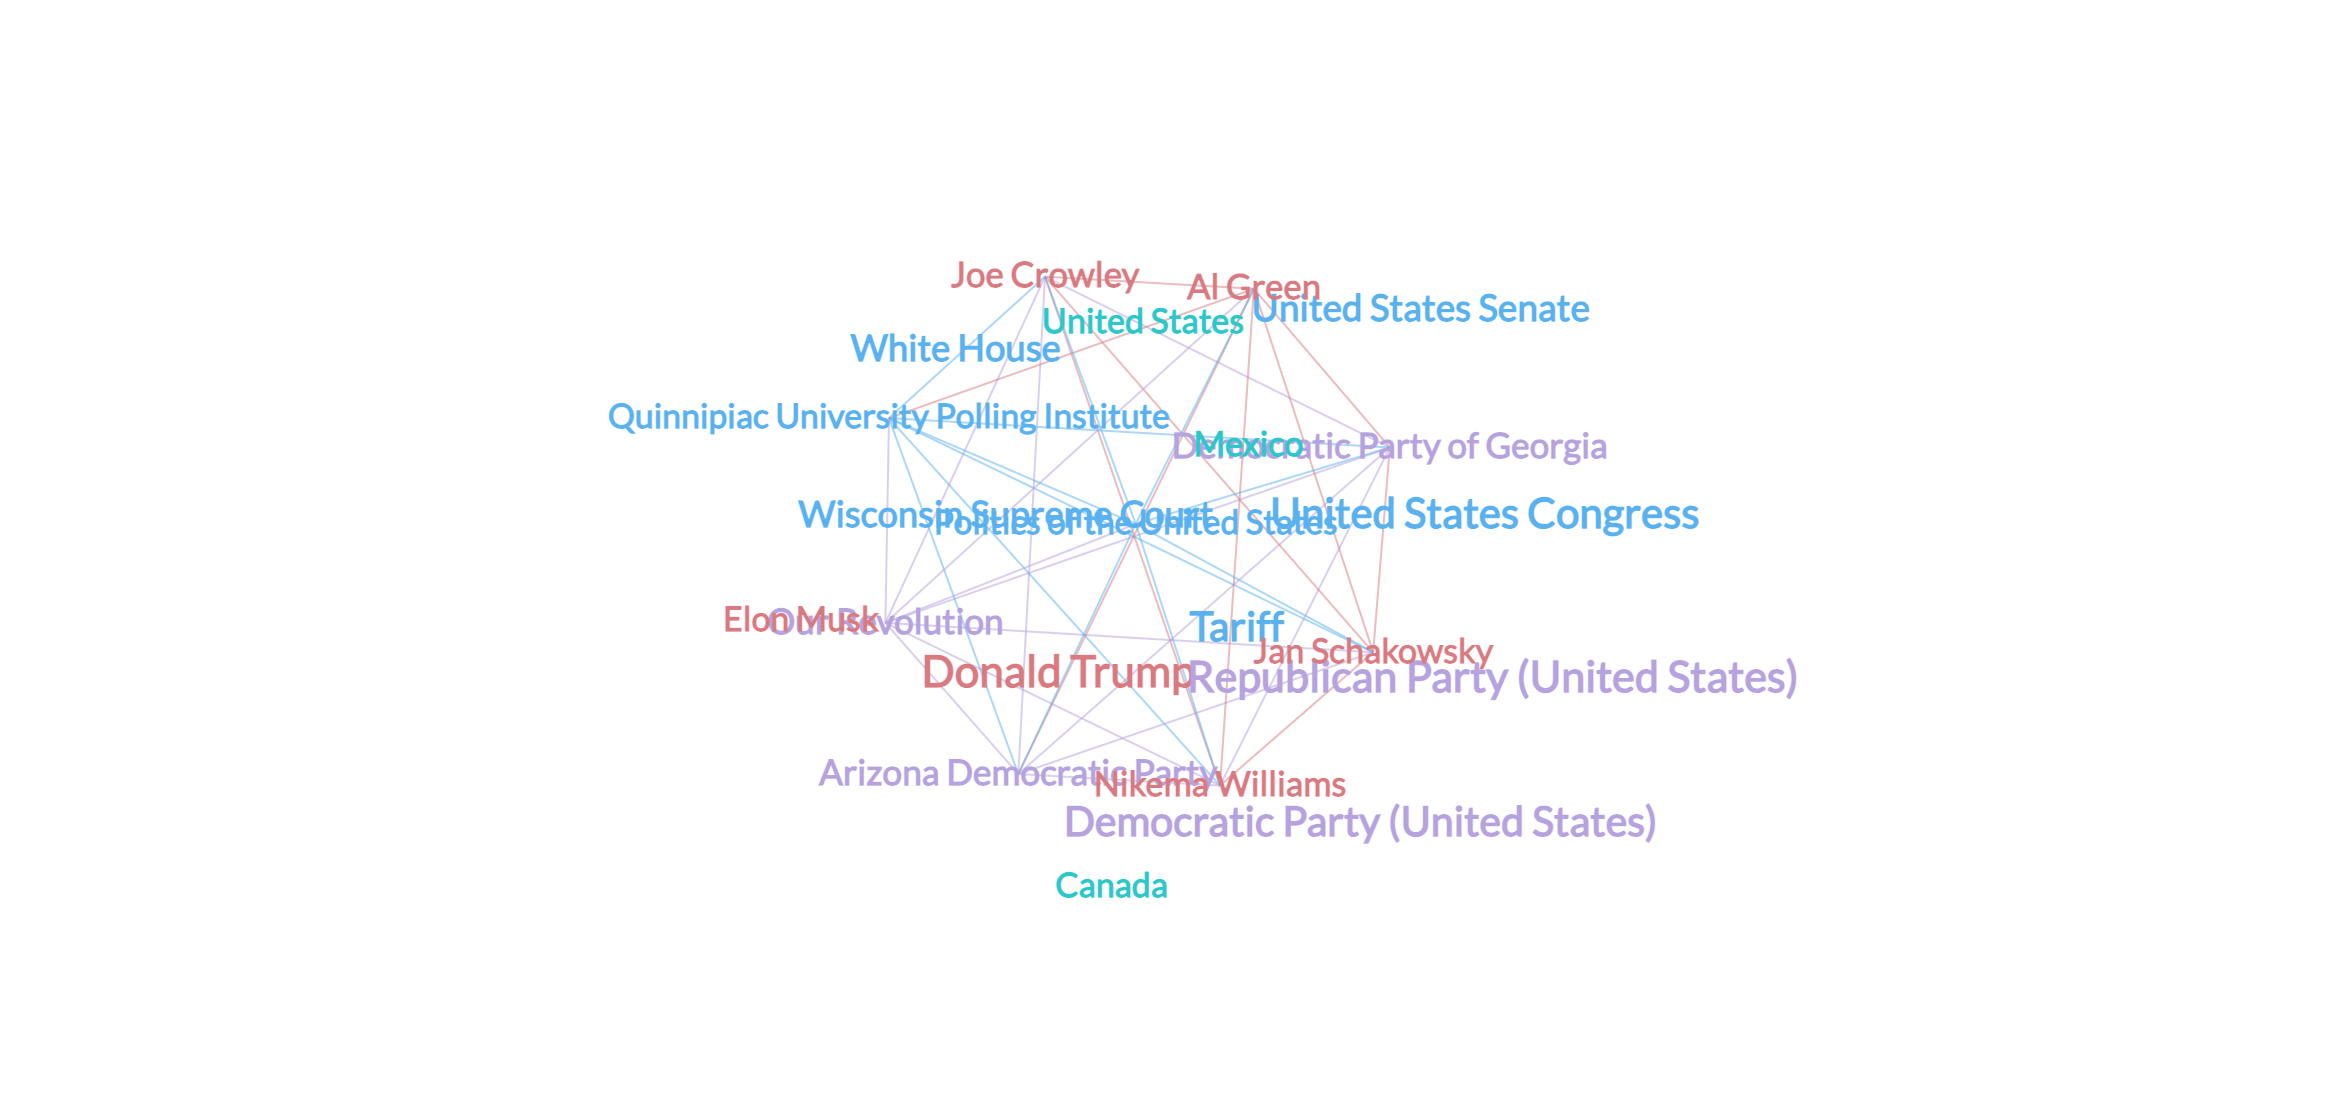 Joe Crowley
Al Green
United States Senate
United States
White House
Quinnipiac University Polling Institute
Democratic Party of Georgia
Mexico
Wisconsin Supreme Court
United States Congress
Politics of the United States
Elon Musk
Our Revolution
Tariff
Jan Schakowsky
Donald Trump
Republican Party (United States)
Arizona Democratic Party
Nikema Williams
Democratic Party (United States)
Canada